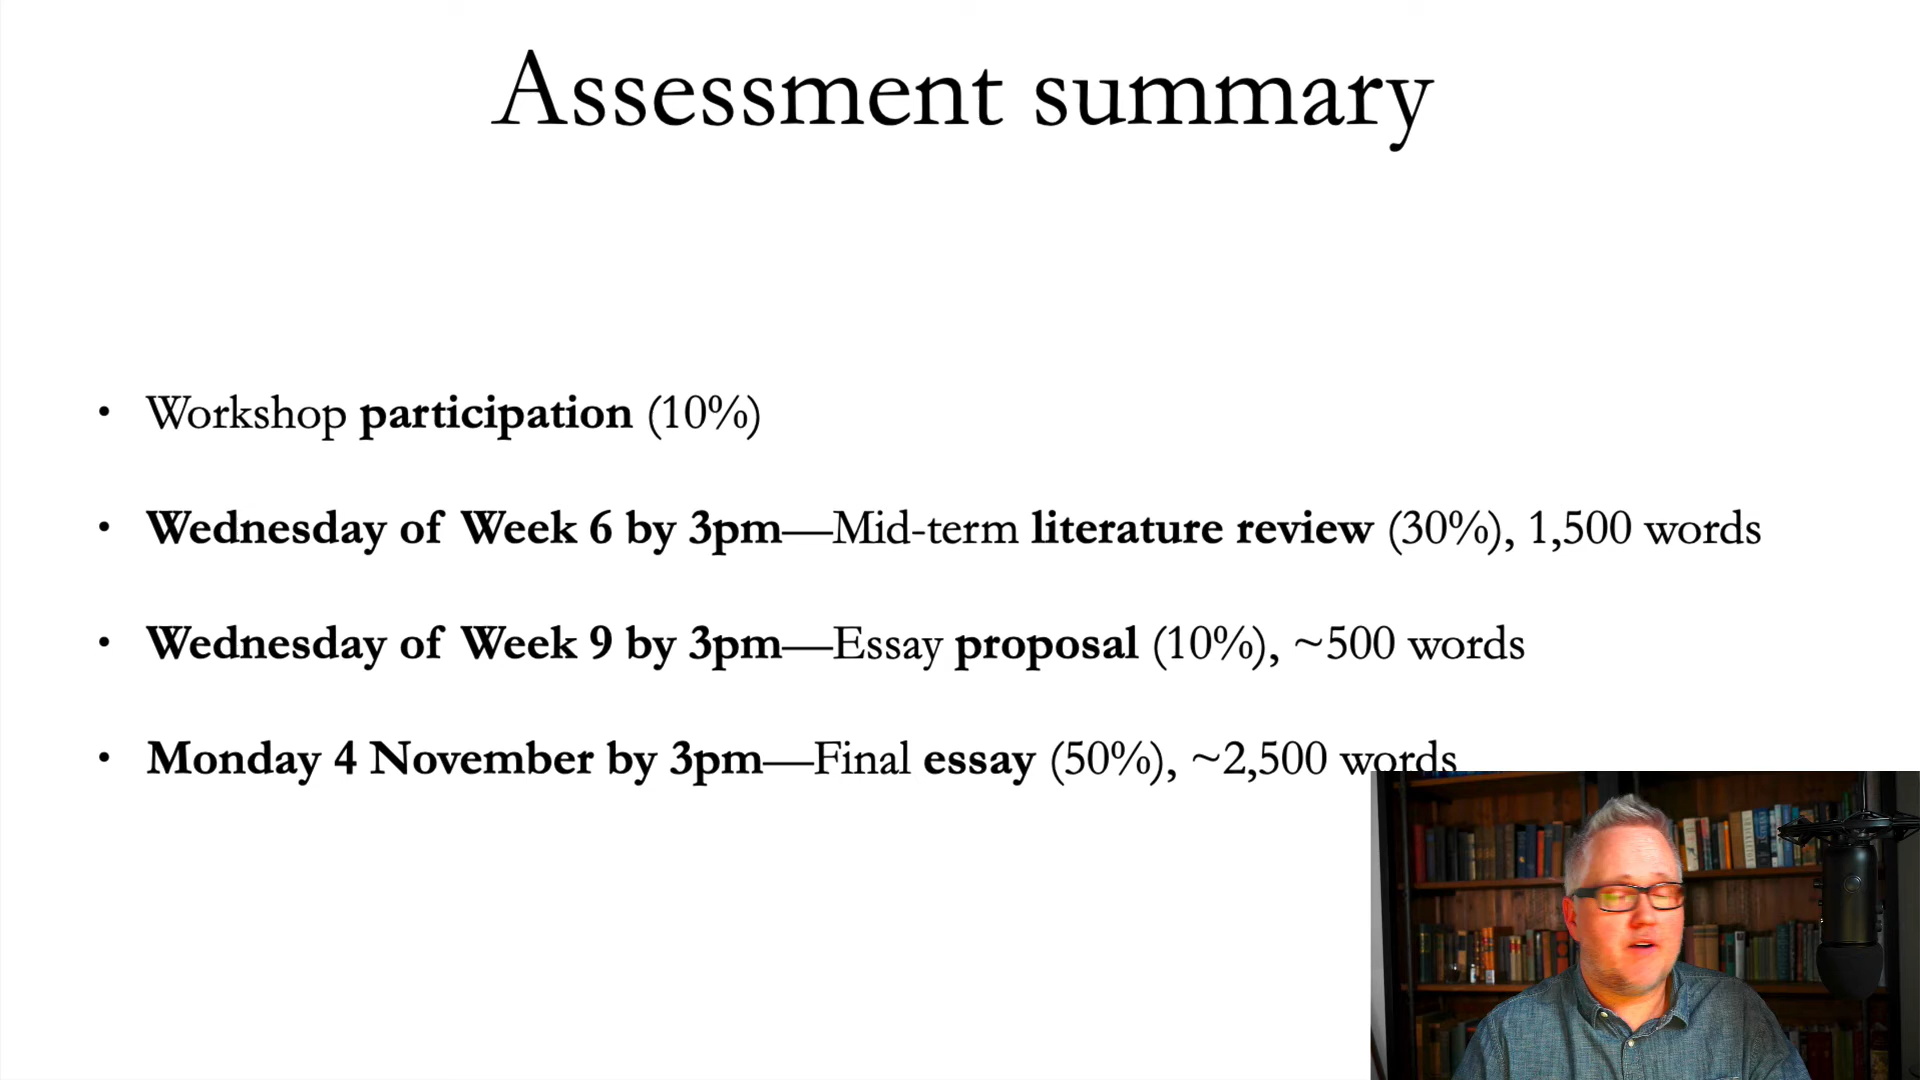 Assessment summary
• Workshop participation (10%)
• Wednesday of Week 6 by 3pm—Mid-term literature review (30%), 1,500 words
• Wednesday of Week 9 by 3pm—Essay proposal (10%), ~500 words
• Monday 4 November by 3pm—Final essay (50%), ~2,500 words